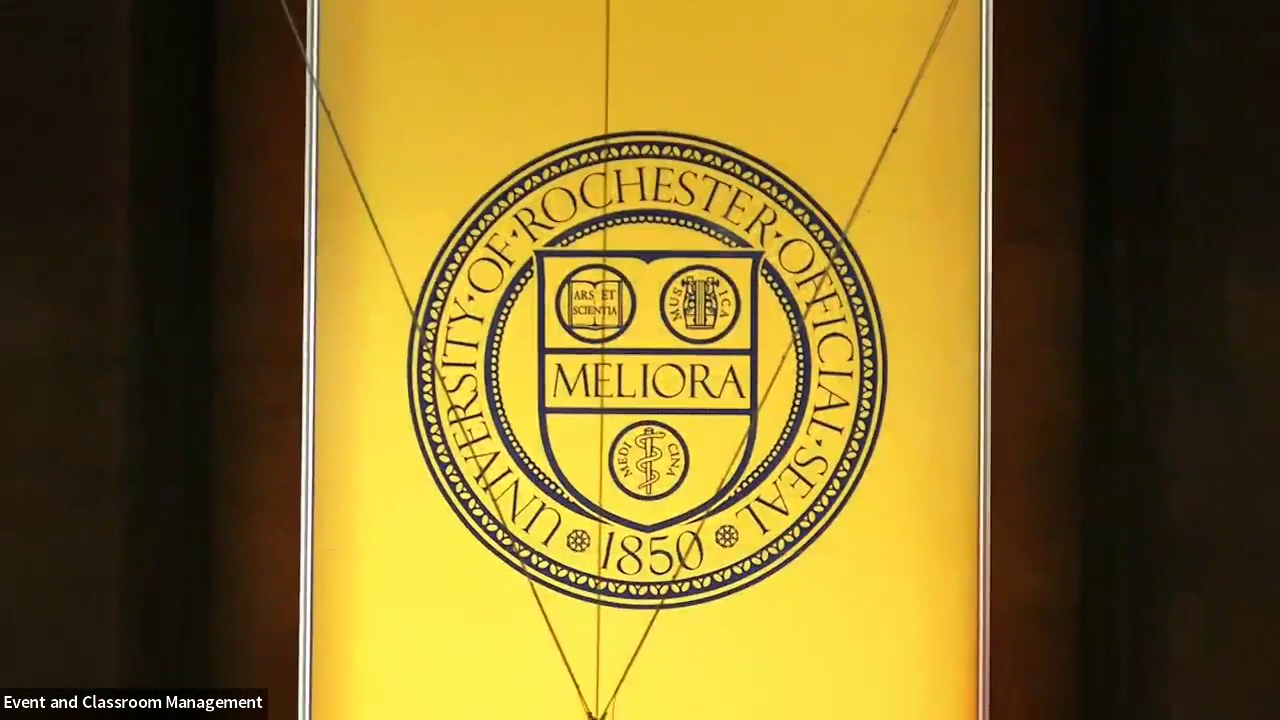 UNIVERSITY·OF·ROCHESTER·OFFICIAL·SEAL
ARS ET
SCIENTIA
MUSICA
MELIORA
MEDICINA
1850
Event and Classroom Management